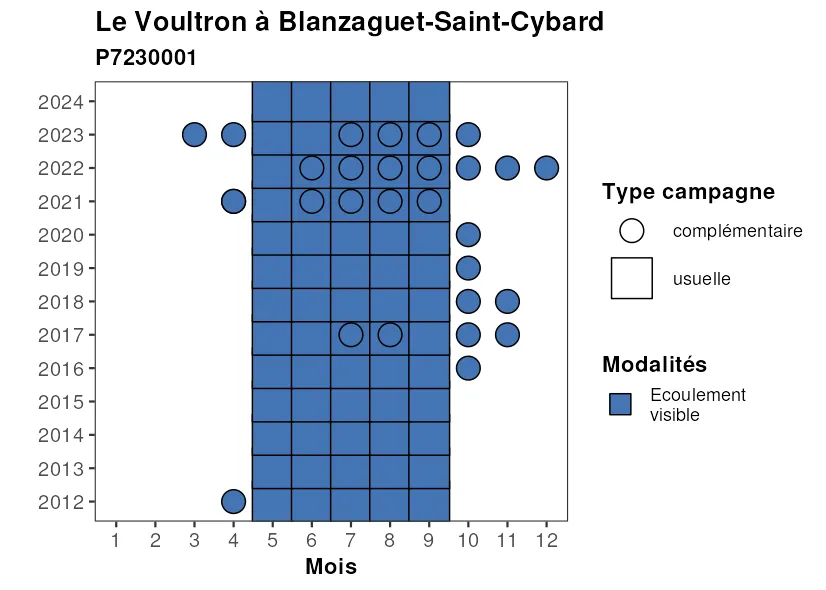 Le Voultron à Blanzaguet-Saint-Cybard
P7230001
2024
2023
2022
2021
2020
2019
2018
2017
2016
2015
2014
2013
2012
1 2 3 4 5 6 7 8 9 10 11 12
Mois
Type campagne
complémentaire
usuelle
Modalités
Ecoulement
visible